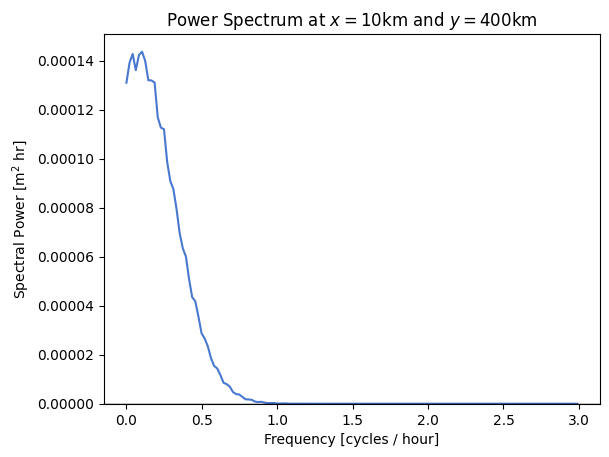 Power Spectrum at x = 10km and y = 400km
Spectral Power [m² hr]
0.00014
0.00012
0.00010
0.00008
0.00006
0.00004
0.00002
0.00000
0.0 0.5 1.0 1.5 2.0 2.5 3.0
Frequency [cycles / hour]